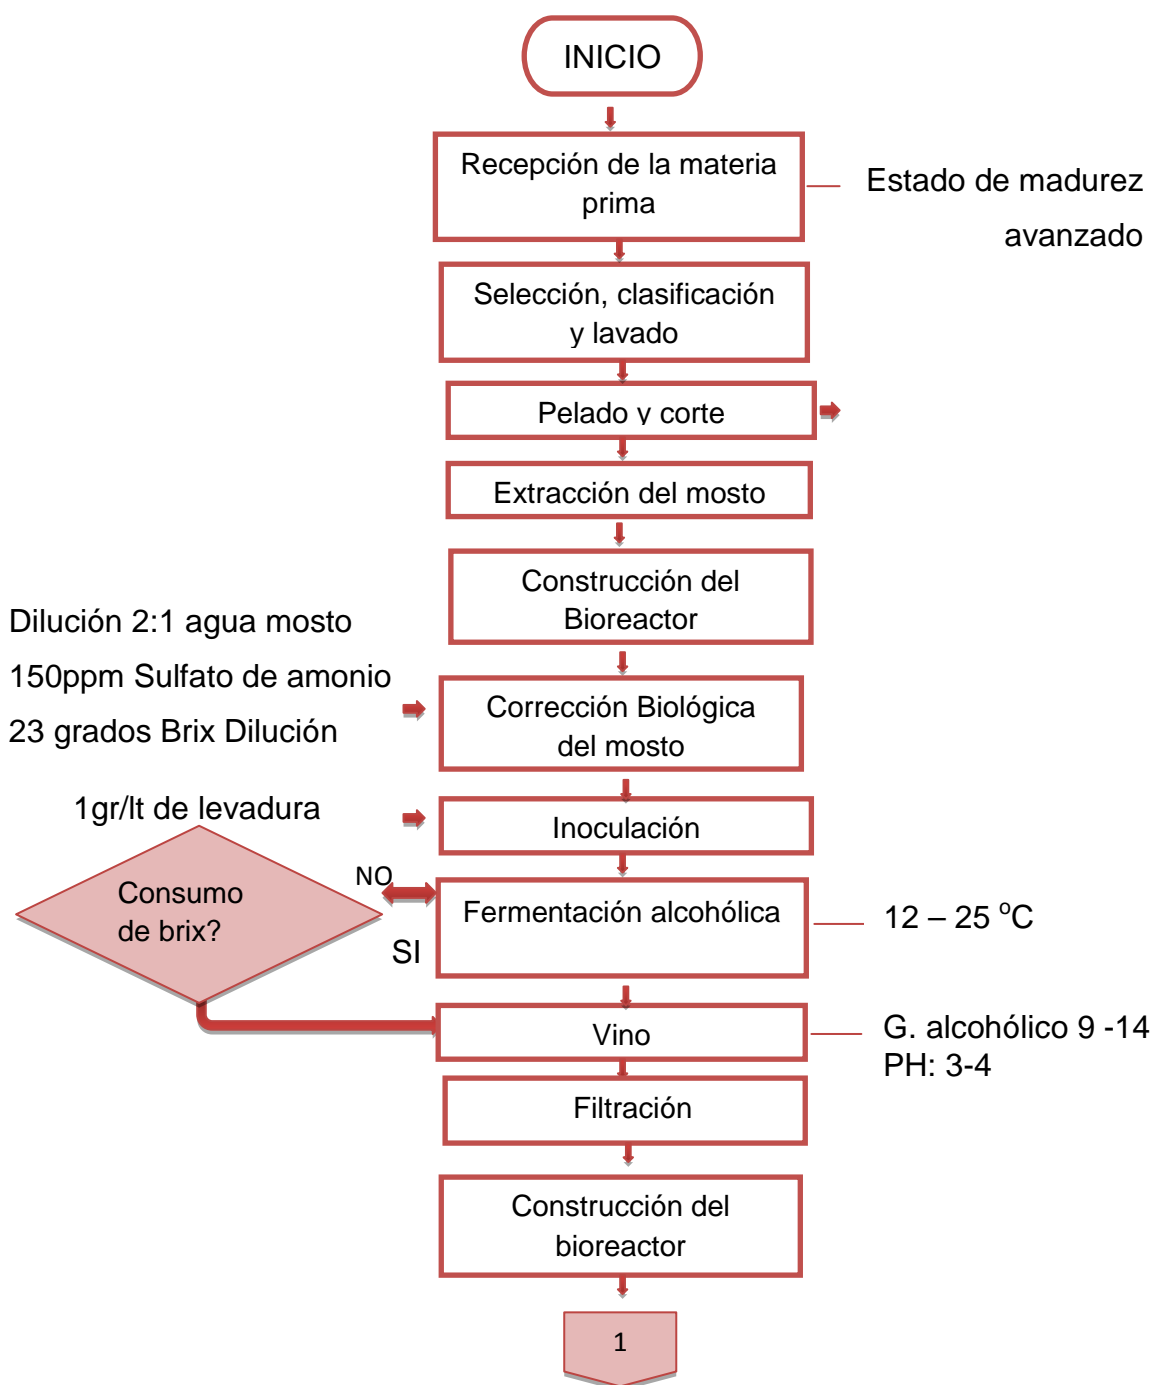 INICIO
Recepción de la materia
prima
Estado de madurez
avanzado
Selección, clasificación
y lavado
Pelado y corte
Extracción del mosto
Construcción del
Bioreactor
Dilución 2:1 agua mosto
150ppm Sulfato de amonio
23 grados Brix Dilución
Corrección Biológica
del mosto
1gr/lt de levadura
Inoculación
Consumo
de brix?
NO
SI
Fermentación alcohólica
12 – 25 ºC
Vino
G. alcohólico 9 -14
PH: 3-4
Filtración
Construcción del
bioreactor
1